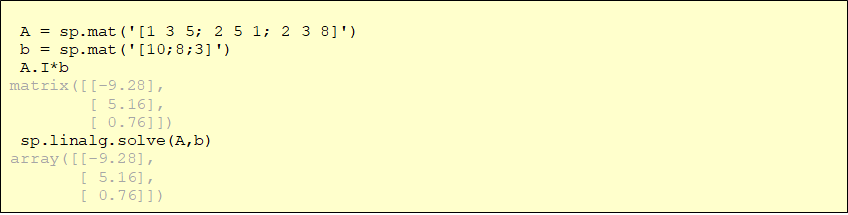 A = sp.mat('[1 3 5; 2 5 1; 2 3 8]')
b = sp.mat('[10;8;3]')
A.I*b
matrix([[-9.28],
        [ 5.16],
        [ 0.76]])
sp.linalg.solve(A,b)
array([[-9.28],
       [ 5.16],
       [ 0.76]])